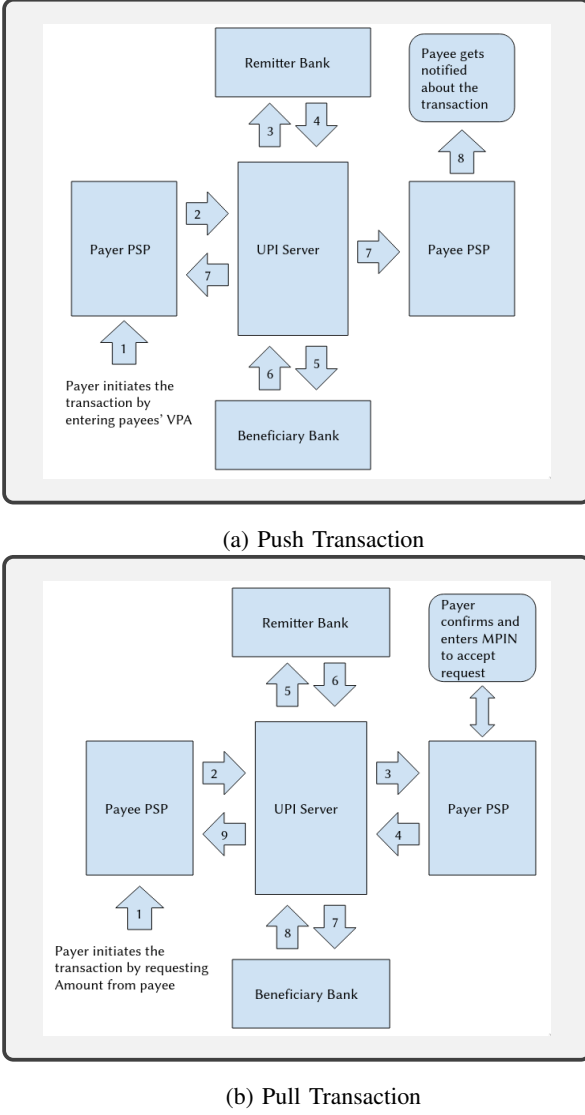 Remitter Bank
Payee gets
notified
about the
transaction
3
4
8
Payer PSP
2
7
UPI Server
7
Payee PSP
1
6
5
Payer initiates the
transaction by
entering payees' VPA
Beneficiary Bank
(a) Push Transaction
Remitter Bank
Payer
confirms and
enters MPIN
to accept
request
5
6
Payee PSP
2
9
UPI Server
3
4
Payer PSP
1
8
7
Payer initiates the
transaction by requesting
Amount from payee
Beneficiary Bank
(b) Pull Transaction